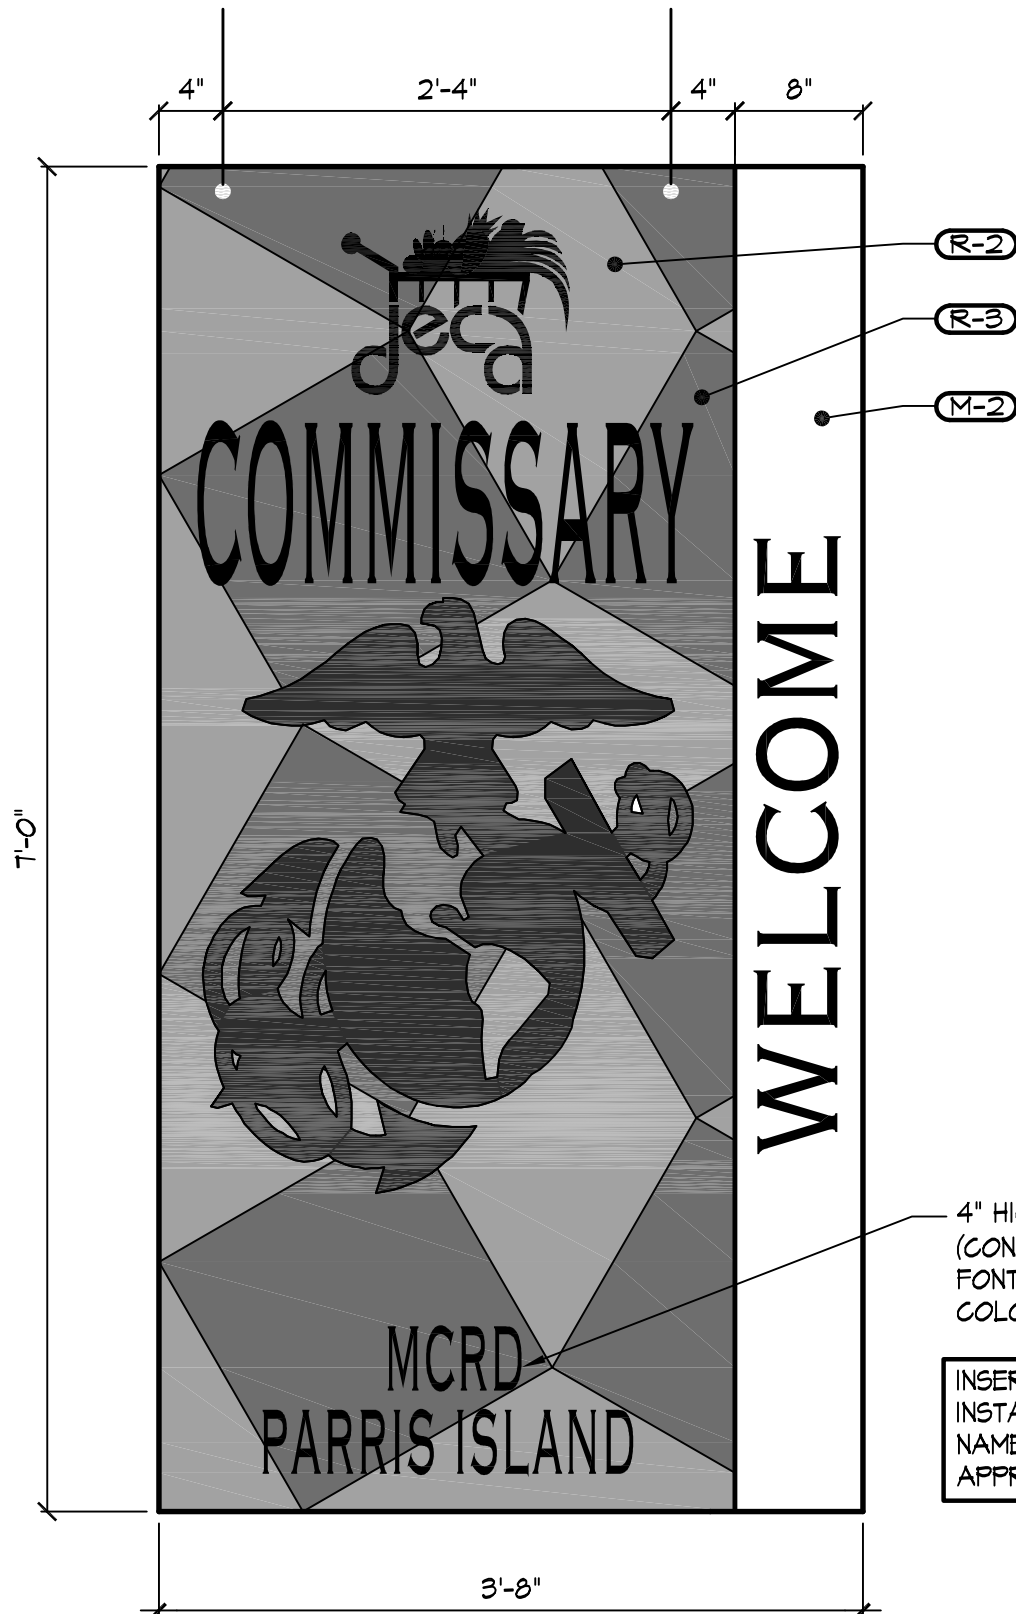 4" 2'-4" 4" 8"
R-2
R-3
M-2
deca
COMMISSARY
WELCOME
7'-0"
4"
(CON
FONT
COLO
MCRD
PARRIS ISLAND
INSER
INSTA
NAME
APPR
3'-8"